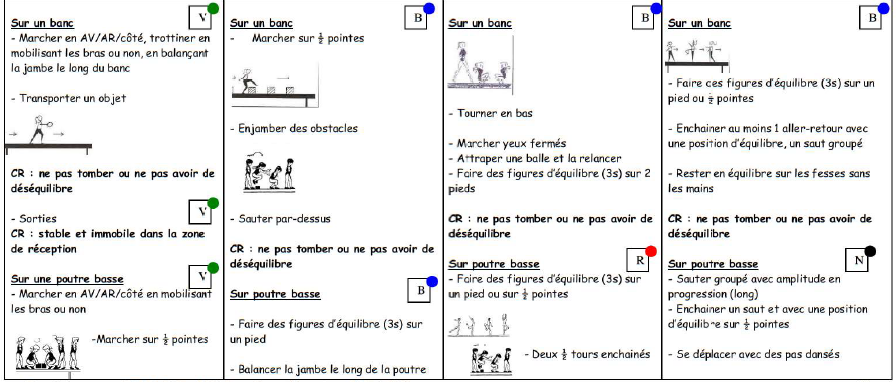 Sur un banc
V
- Marcher en AV/AR/côté, trottiner en
mobilisant les bras ou non, en balançant
la jambe le long du banc
- Transporter un objet
CR : ne pas tomber ou ne pas avoir de
déséquilibre
- Sorties
V
CR : stable et immobile dans la zone
de réception
Sur une poutre basse
V
- Marcher en AV/AR/côté en mobilisant
les bras ou non
-Marcher sur ½ pointes
Sur un banc
B
- Marcher sur ½ pointes
- Enjamber des obstacles
- Sauter par-dessus
CR : ne pas tomber ou ne pas avoir de
déséquilibre
Sur poutre basse
B
- Faire des figures d'équilibre (3s) sur
un pied
- Balancer la jambe le long de la poutre
Sur un banc
B
- Tourner en bas
- Marcher yeux fermés
- Attraper une balle et la relancer
- Faire des figures d'équilibre (3s) sur 2
pieds
CR : ne pas tomber ou ne pas avoir de
déséquilibre
Sur poutre basse
R
- Faire des figures d'équilibre (3s) sur
un pied ou sur ½ pointes
- Deux ½ tours enchainés
Sur un banc
B
- Faire ces figures d'équilibre (3s) sur un
pied ou ½ pointes
- Enchainer au moins 1 aller-retour avec
une position d'équilibre, un saut groupé
- Rester en équilibre sur les fesses sans
les mains
CR : ne pas tomber ou ne pas avoir de
déséquilibre
Sur poutre basse
N
- Sauter groupé avec amplitude en
progression (long)
- Enchainer un saut et avec une position
d'équilibre sur ½ pointes
- Se déplacer avec des pas dansés